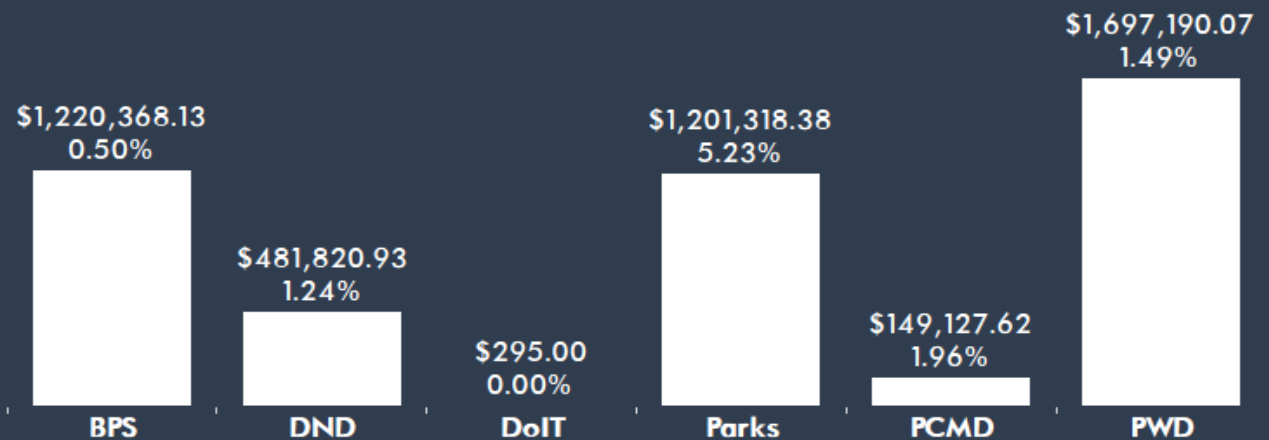 $1,220,368.13
0.50%
$481,820.93
1.24%
$295.00
0.00%
$1,201,318.38
5.23%
$149,127.62
1.96%
$1,697,190.07
1.49%
BPS
DND
DoIT
Parks
PCMD
PWD